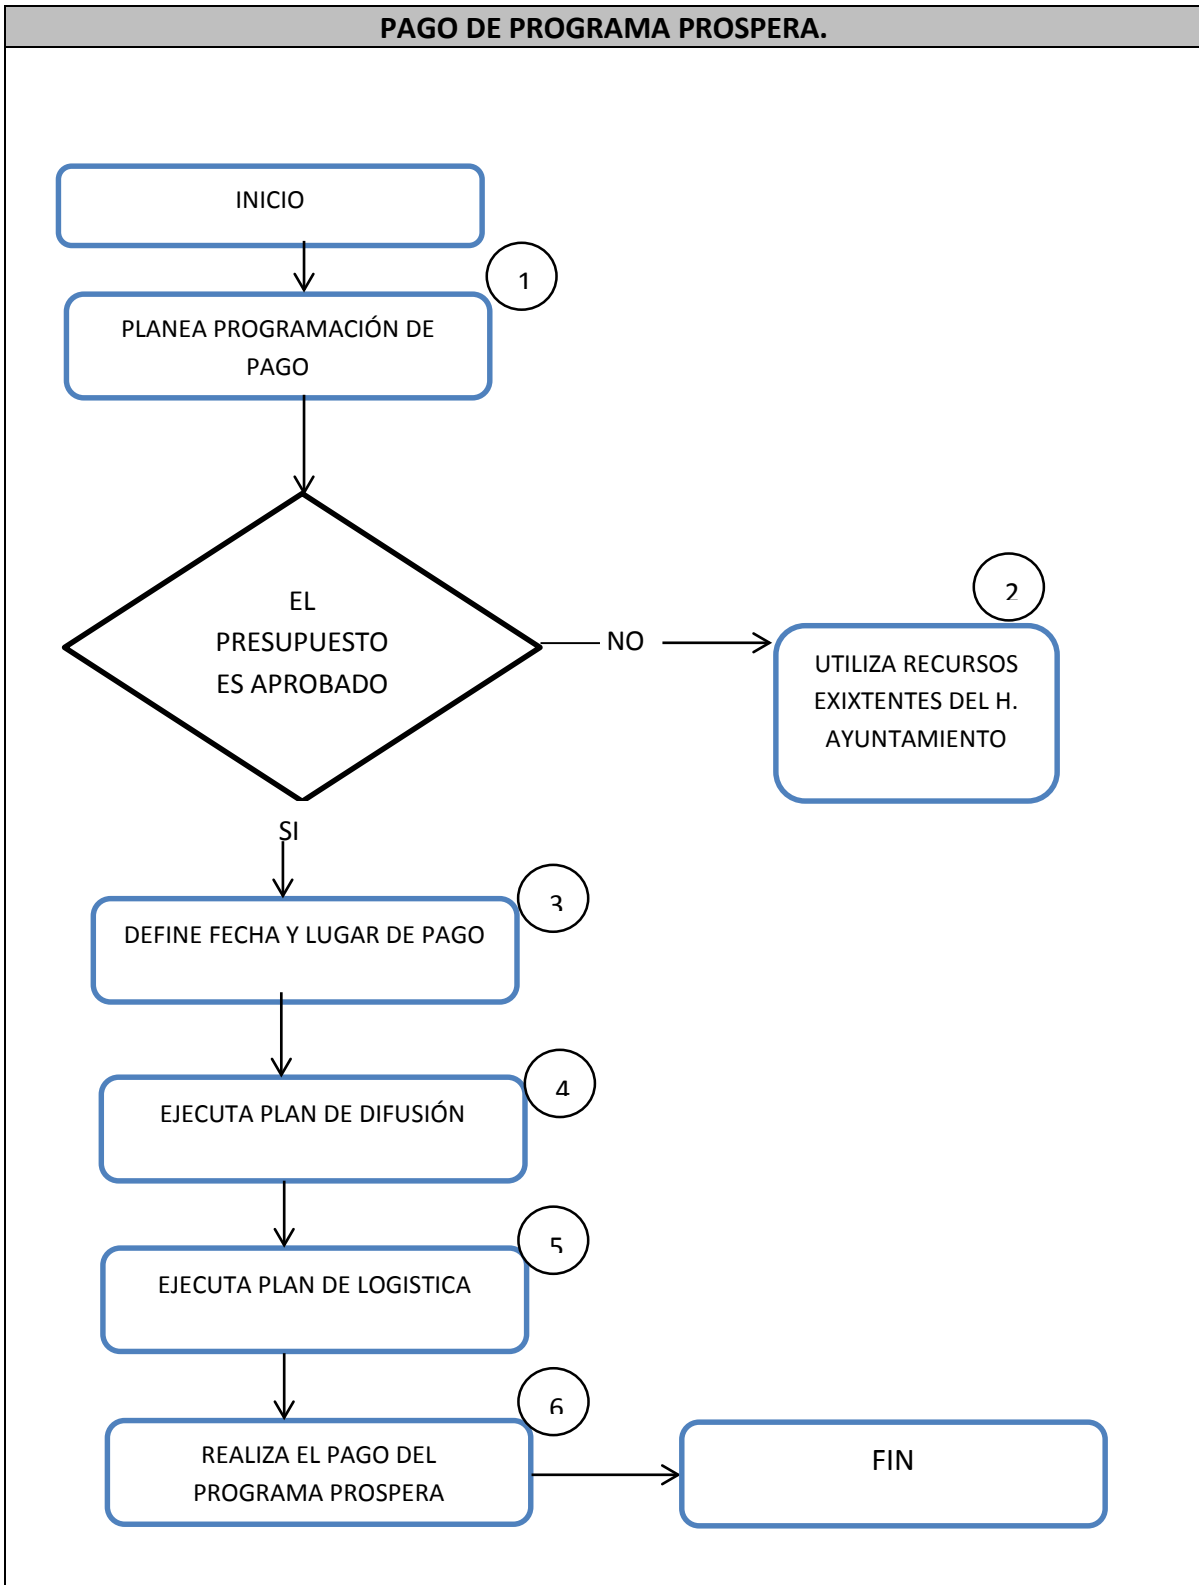 PAGO DE PROGRAMA PROSPERA.
INICIO
1
PLANEA PROGRAMACIÓN DE
PAGO
EL
PRESUPUESTO
ES APROBADO
NO
2
UTILIZA RECURSOS
EXIXTENTES DEL H.
AYUNTAMIENTO
SI
3
DEFINE FECHA Y LUGAR DE PAGO
4
EJECUTA PLAN DE DIFUSIÓN
5
EJECUTA PLAN DE LOGISTICA
6
REALIZA EL PAGO DEL
PROGRAMA PROSPERA
FIN